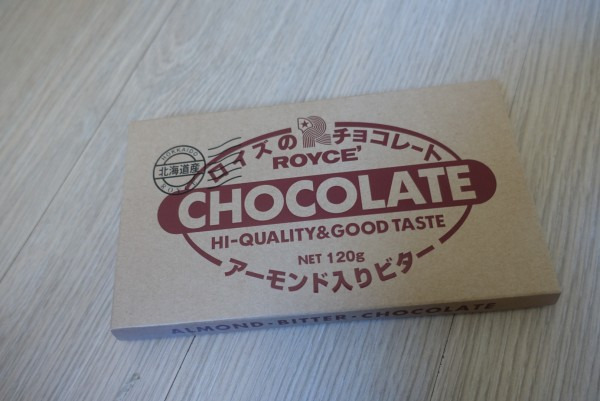 ロイズのチョコレート
ROYCE'
HOKKAIDO
北海道産
CHOCOLATE
HI-QUALITY&GOOD TASTE
NET 120g
アーモンド入りビター
ALMOND・BITTER・CHOCOLATE